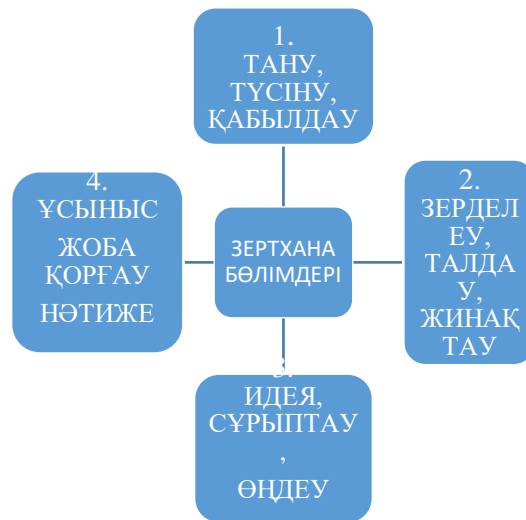 1.
ТАНУ,
ТҮСІНУ,
ҚАБЫЛДАУ
4.
ҰСЫНЫС
ЖОБА
ҚОРҒАУ
НӘТИЖЕ
ЗЕРТХАНА
БӨЛІМДЕРІ
2.
ЗЕРДЕЛ
ЕУ,
ТАЛДА
У,
ЖИНАҚ
ТАУ
3.
ИДЕЯ,
СҰРЫПТАУ
,
ӨҢДЕУ